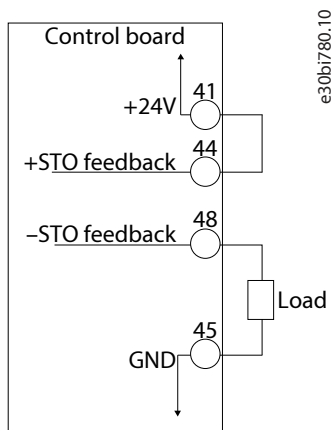 Control board
e30bi780.10
41
+24V
44
+STO feedback
48
–STO feedback
Load
45
GND